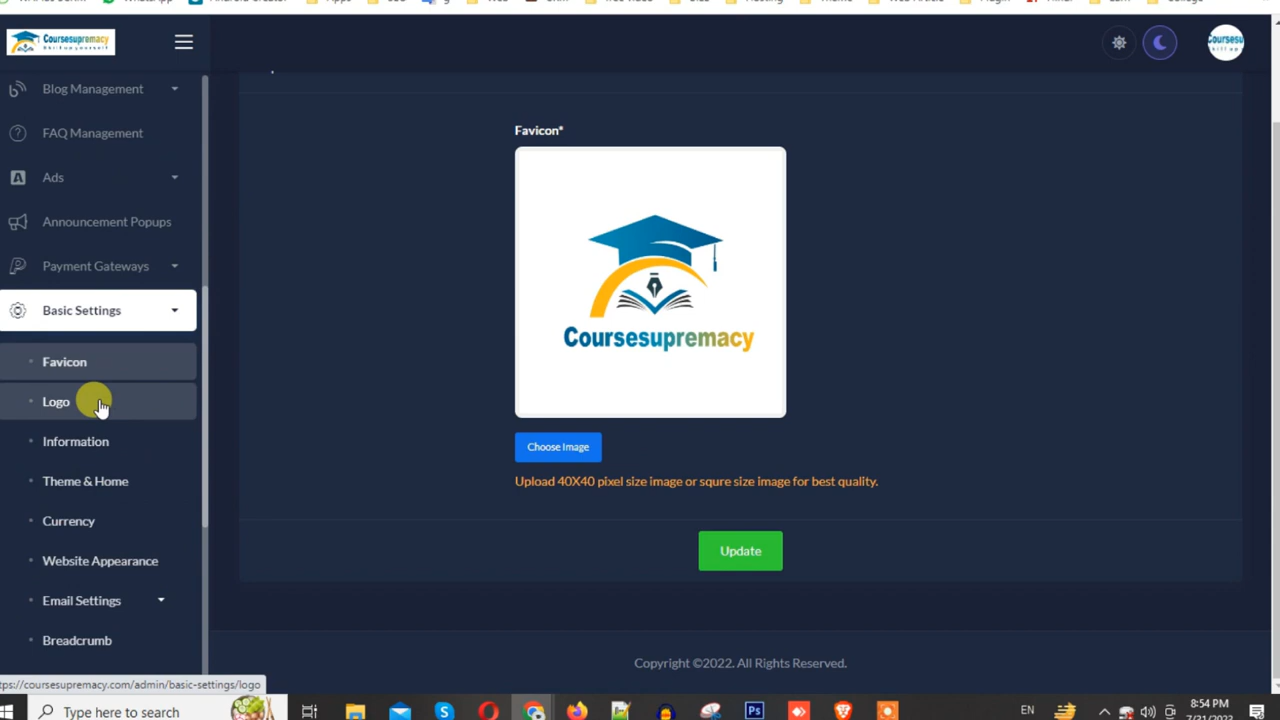 Coursesupremacy
Blog Management
FAQ Management
Ads
Announcement Popups
Payment Gateways
Basic Settings
Favicon
Logo
Information
Theme & Home
Currency
Website Appearance
Email Settings
Breadcrumb
Favicon*
Coursesupremacy
Choose Image
Upload 40X40 pixel size image or squre size image for best quality.
Update
Copyright ©2022. All Rights Reserved.
tps://coursesupremacy.com/admin/basic-settings/logo
Type here to search
EN
8:54 PM